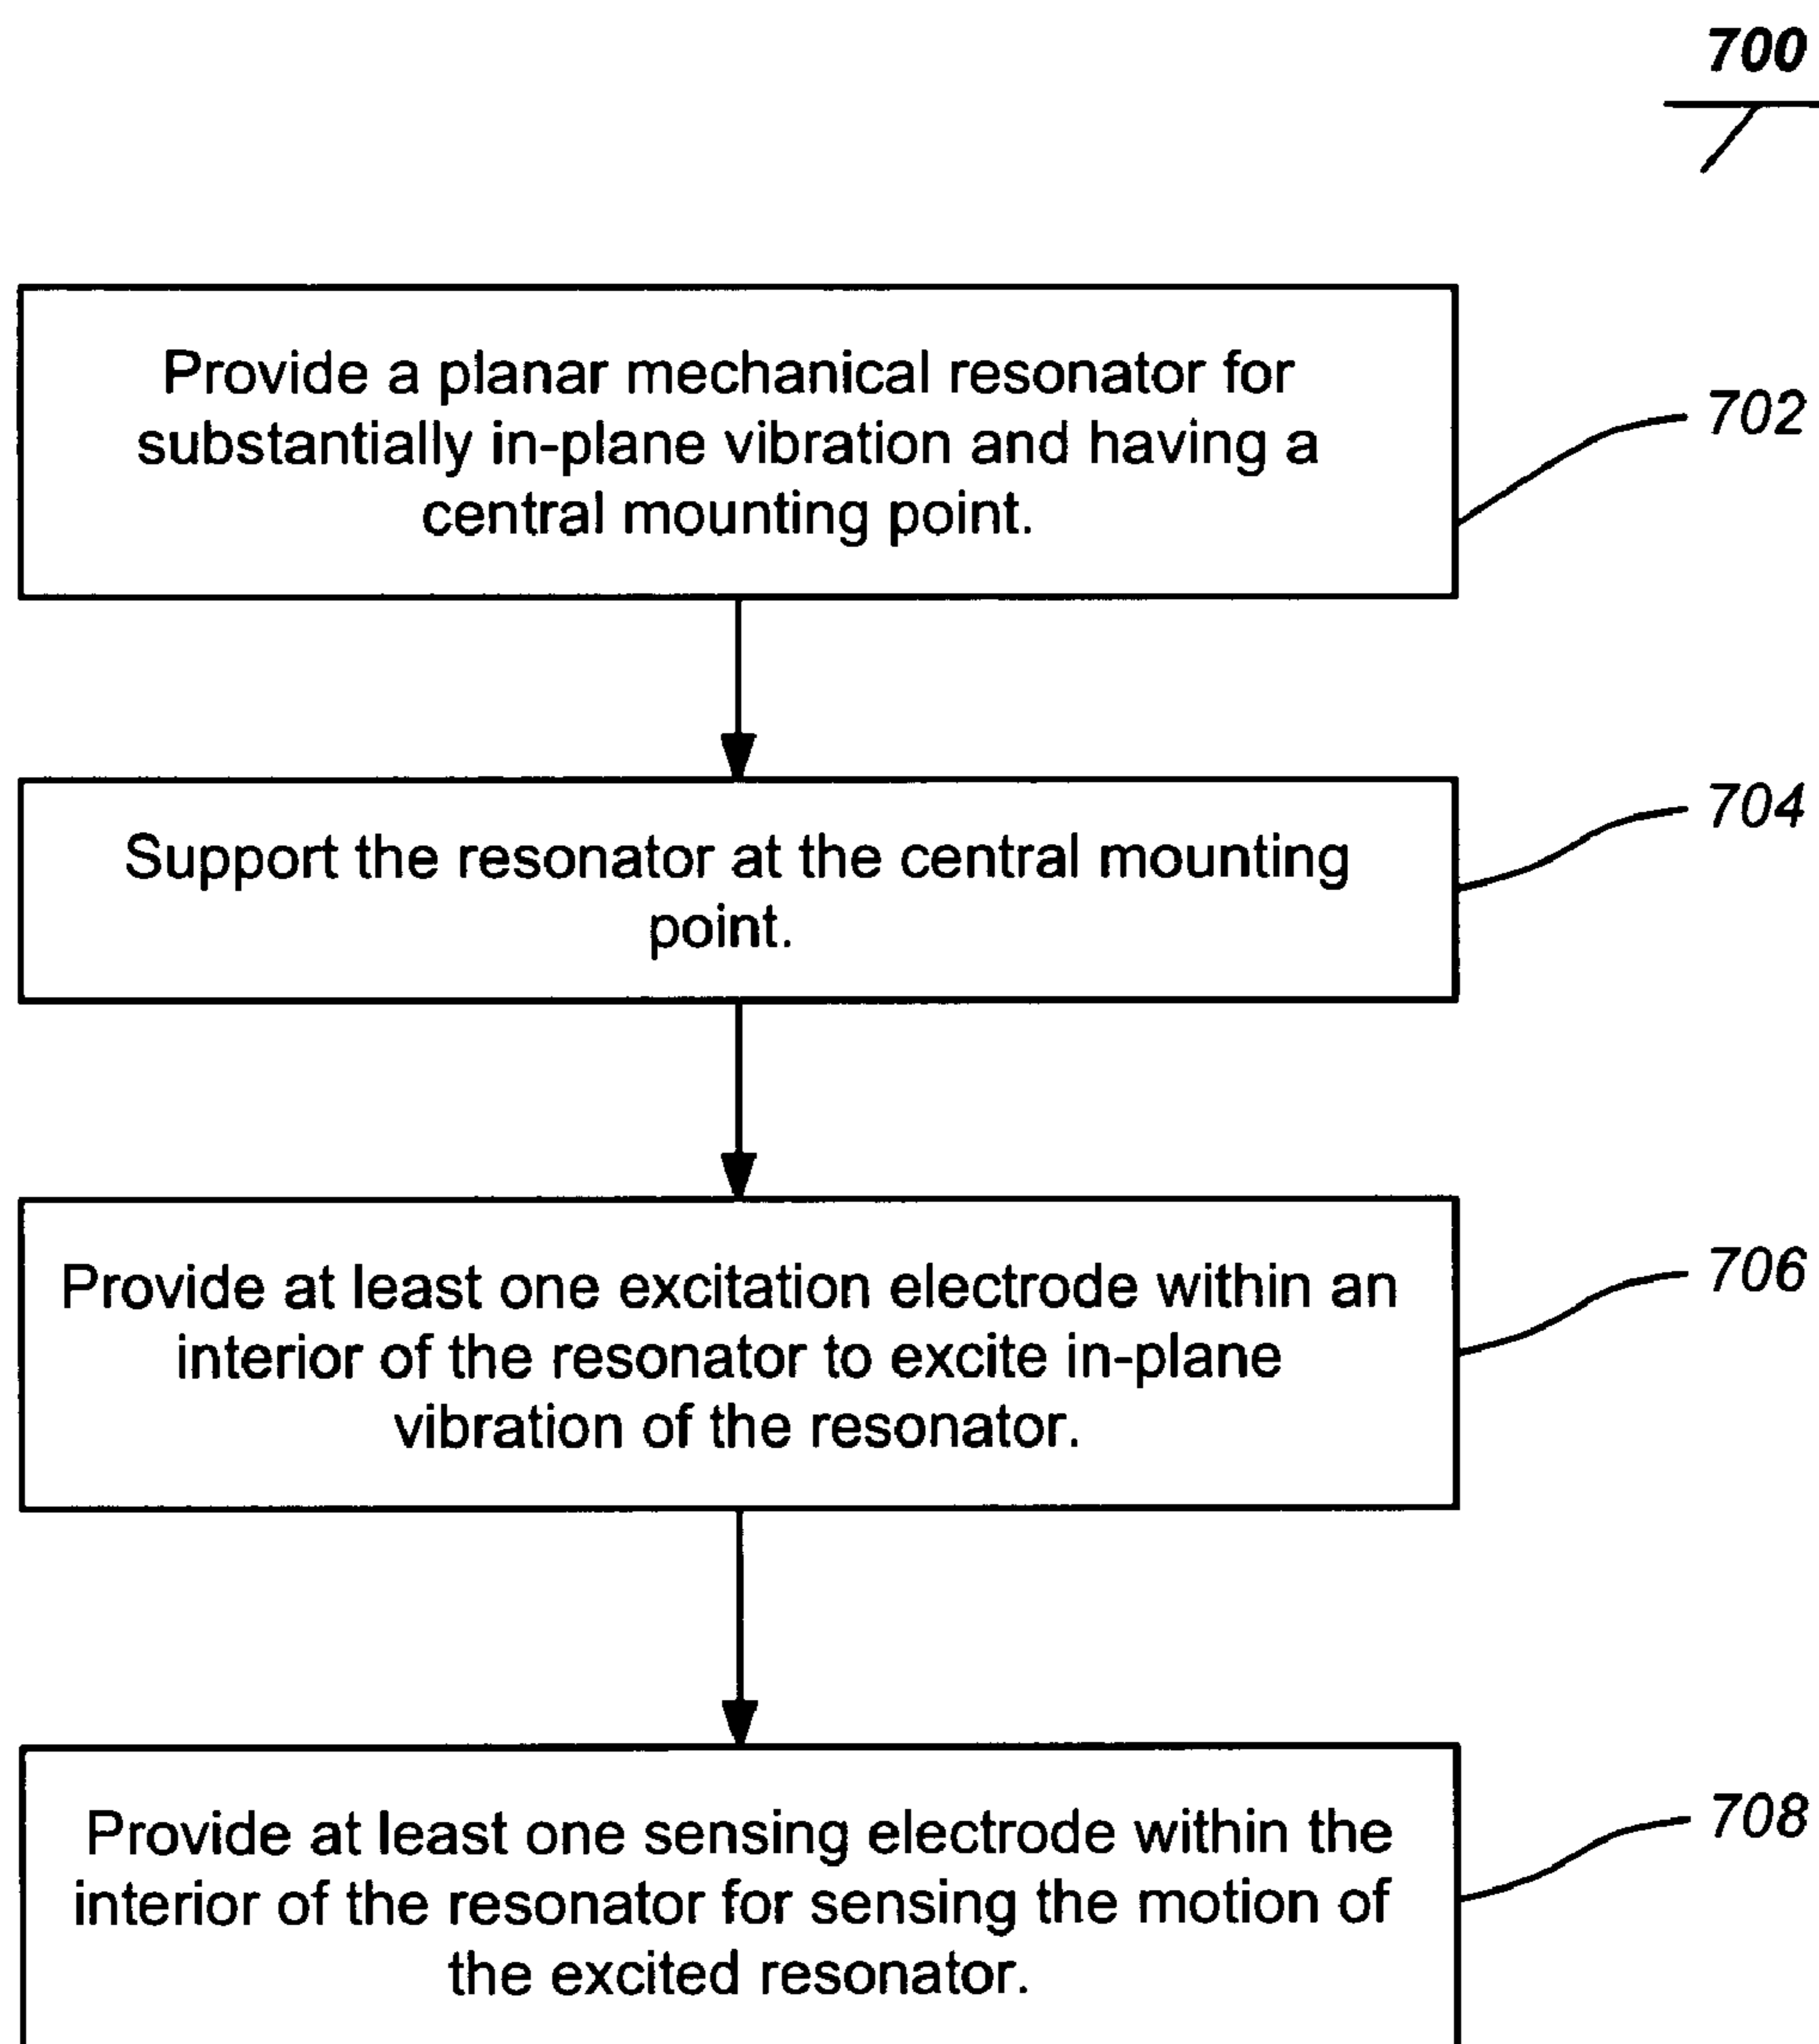 700
Provide a planar mechanical resonator for
substantially in-plane vibration and having a
central mounting point.
702
Support the resonator at the central mounting
point.
704
Provide at least one excitation electrode within an
interior of the resonator to excite in-plane
vibration of the resonator.
706
Provide at least one sensing electrode within the
interior of the resonator for sensing the motion of
the excited resonator.
708